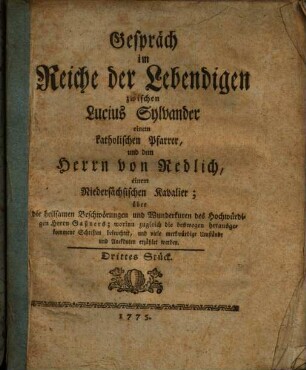 Gespräch
im
Reiche der Lebendigen
zwischen
Lucius Sylvander
einem
katholischen Pfarrer,
und dem
Herrn von Redlich,
einem
Niedersächsischen Kavalier;
über
die heilsamen Beschwörungen und Wunderkuren des Hochwürdi-
gen Herrn Gaßners; worinn zugleich die deßwegen herausge-
kommene Schriften beleuchtet, und viele merkwürdige Umstände
und Anekdoten erzählet werden.
Drittes Stück.
1775.